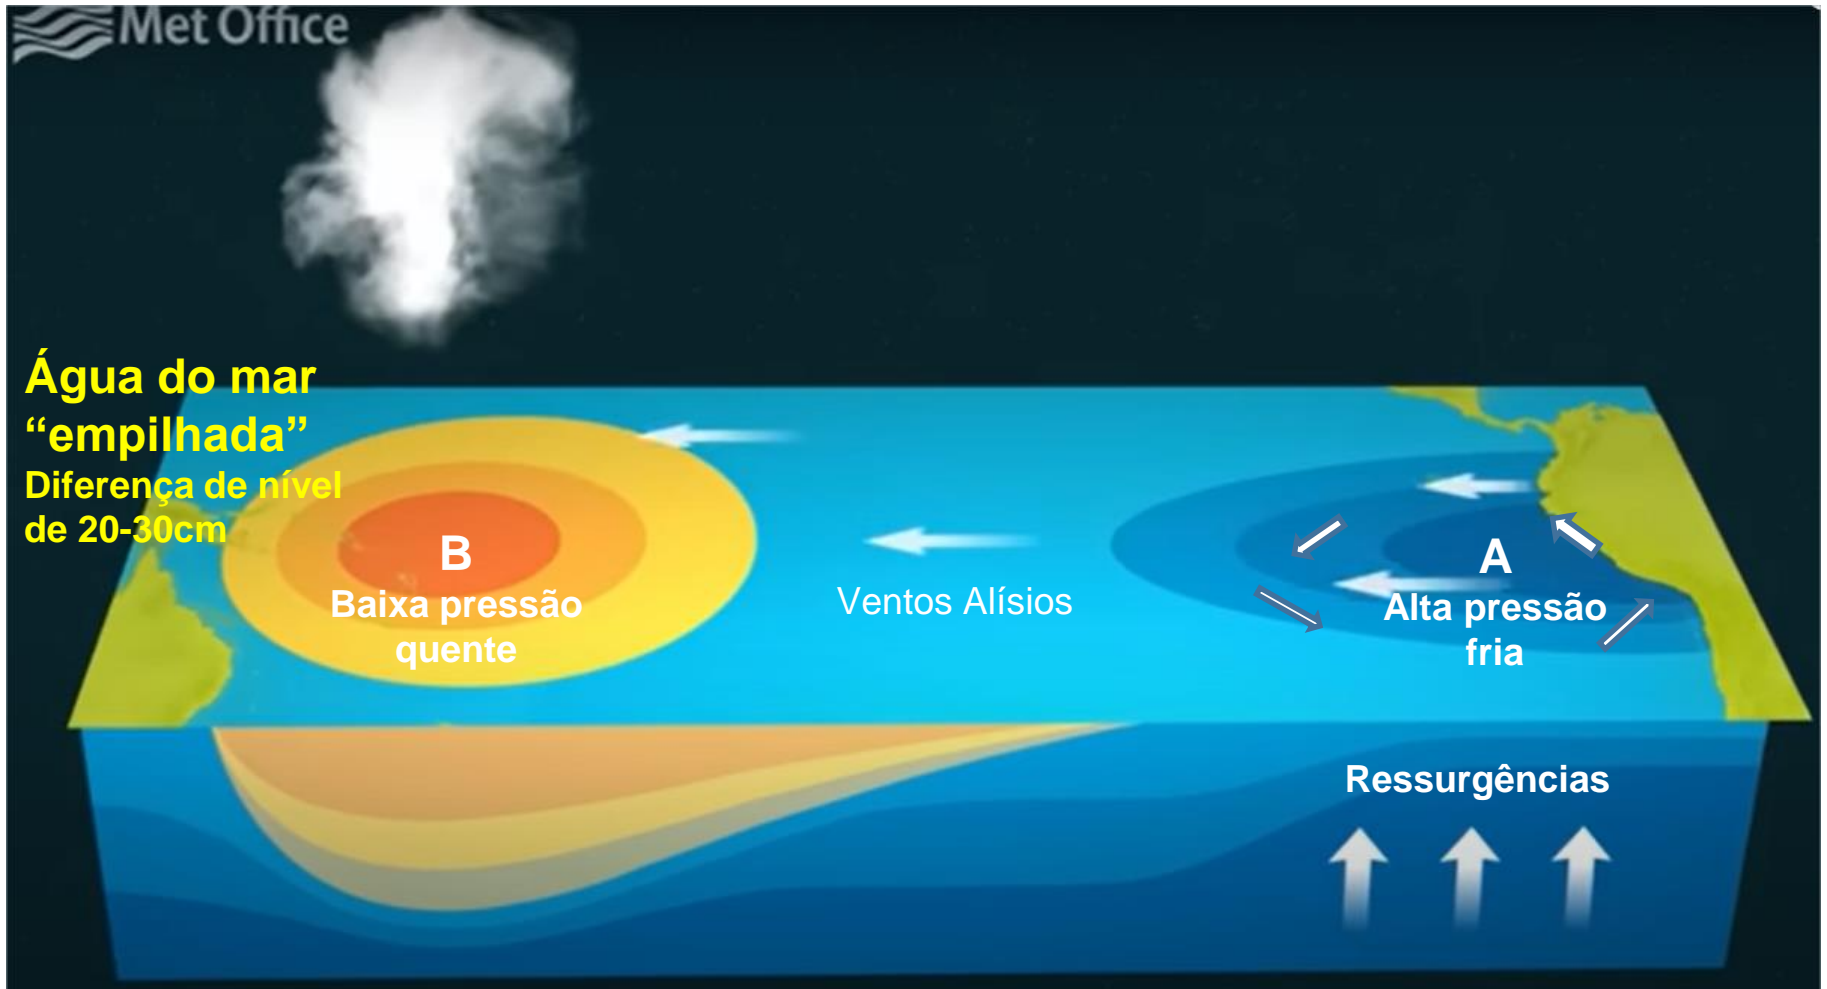 Met Office
Água do mar
“empilhada”
Diferença de nível
de 20-30cm
B
Baixa pressão
quente
Ventos Alísios
A
Alta pressão
fria
Ressurgências